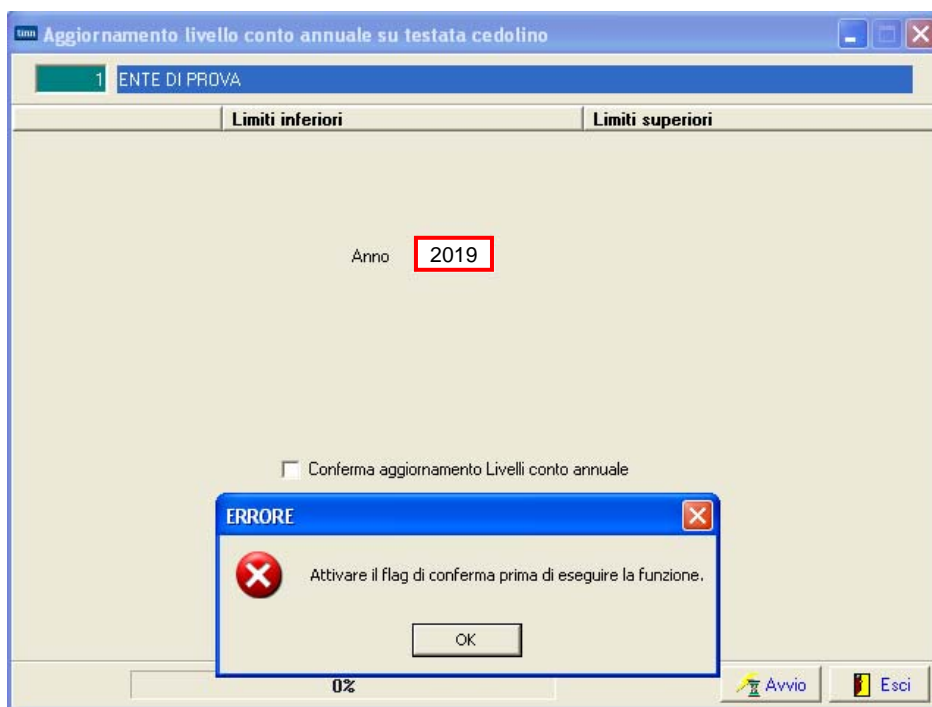 tinn Aggiornamento livello conto annuale su testata cedolino
1 ENTE DI PROVA
Limiti inferiori Limiti superiori
Anno 2019
Conferma aggiornamento Livelli conto annuale
ERRORE
Attivare il flag di conferma prima di eseguire la funzione.
OK
0% Avvio Esci